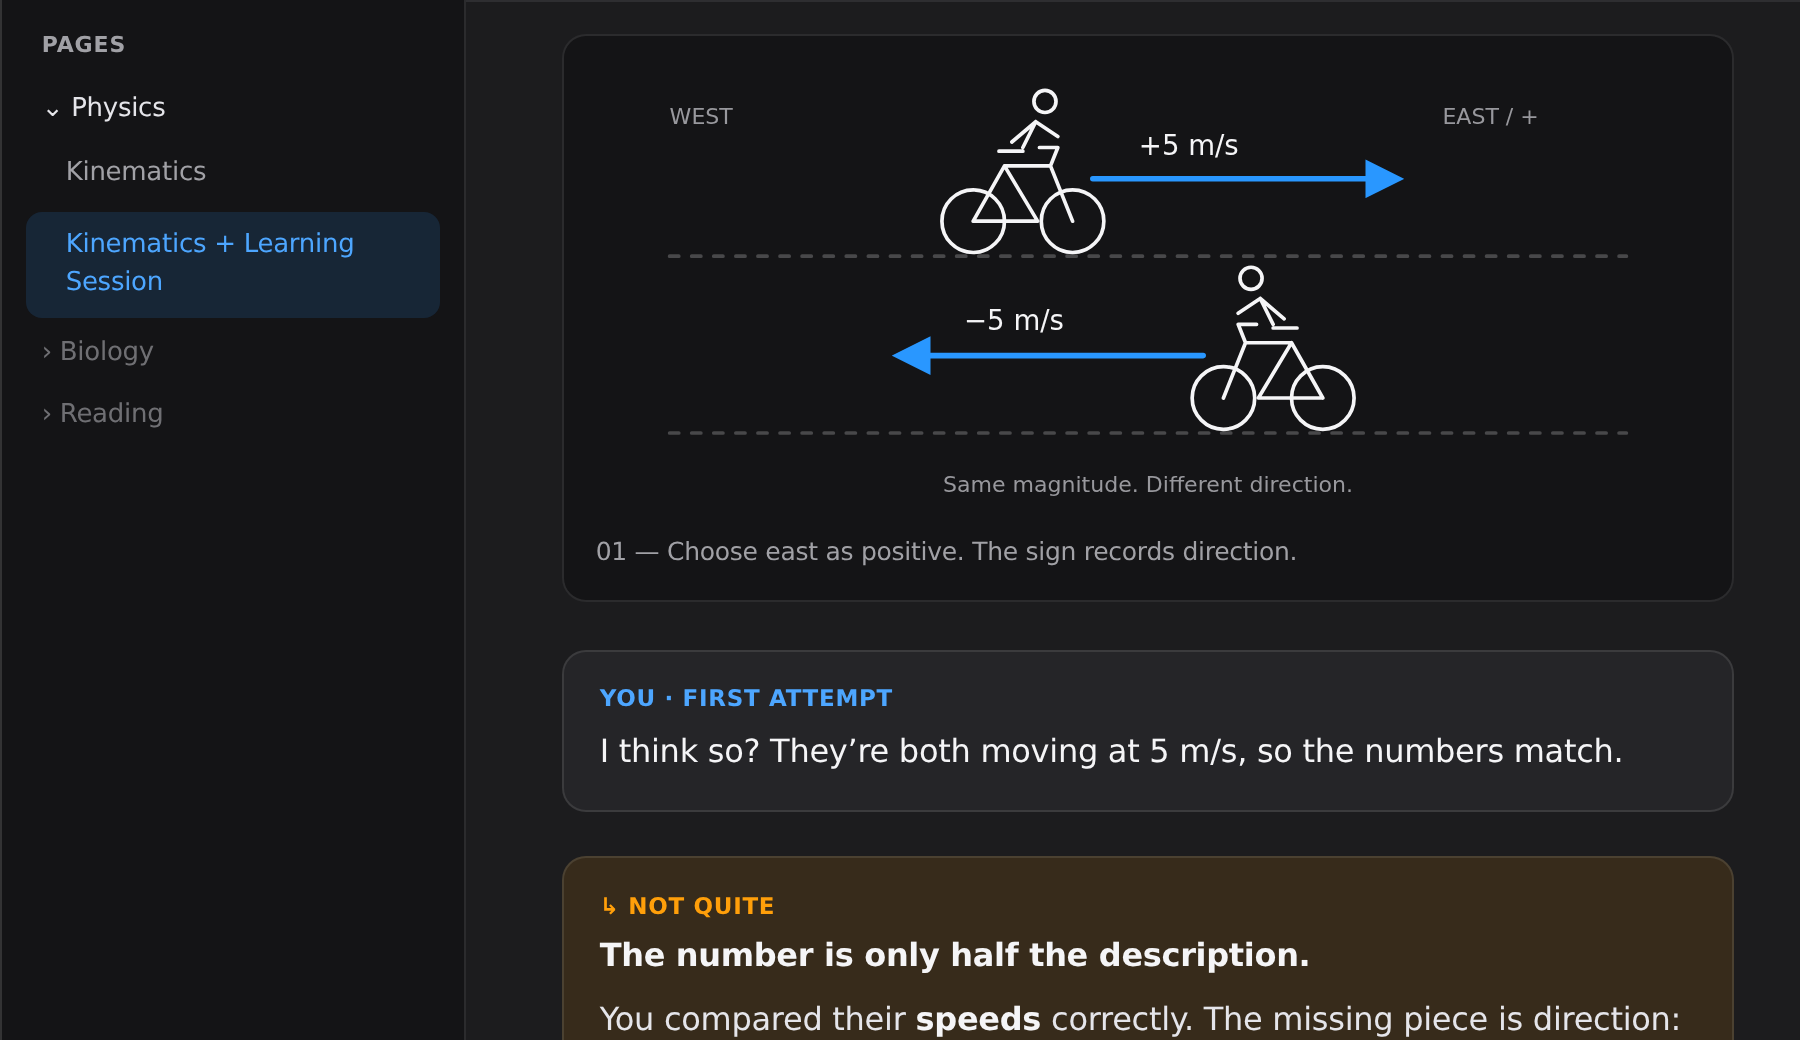 PAGES
⌄ Physics
Kinematics
Kinematics + Learning
Session
› Biology
› Reading
WEST
EAST / +
+5 m/s
−5 m/s
Same magnitude. Different direction.
01 — Choose east as positive. The sign records direction.
YOU · FIRST ATTEMPT
I think so? They’re both moving at 5 m/s, so the numbers match.
↳ NOT QUITE
The number is only half the description.
You compared their speeds correctly. The missing piece is direction: